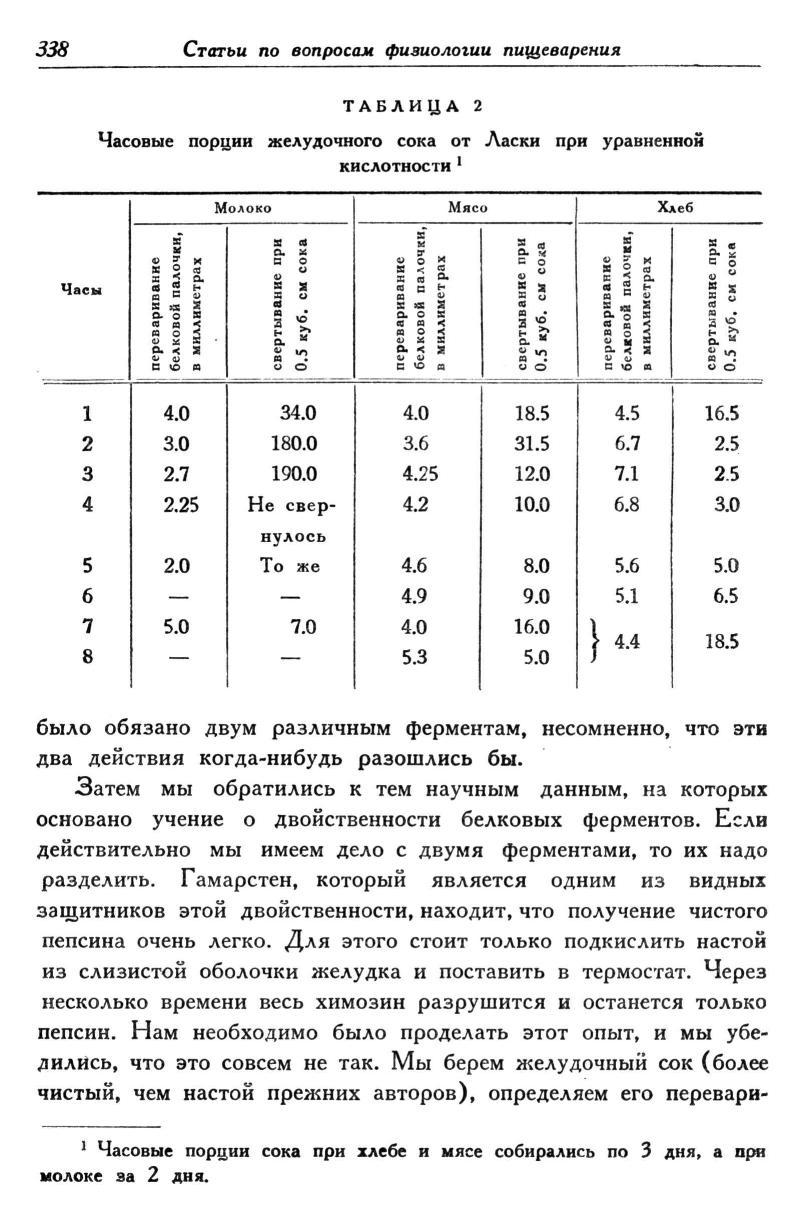 338 Статьи по вопросам физиологии пищеварения
ТАБЛИЦА 2
Часовые порции желудочного сока от Ласки при уравненной
кислотности ¹
Часы
Молоко Мясо Хлеб
переваривание белковой палочки, в миллиметрах
свертывание при 0.5 куб. см сока
переваривание белковой палочки, в миллиметрах
свертывание при 0.5 куб. см сока
переваривание белковой палочки, в миллиметрах
свертывание при 0.5 куб. см сока
1 4.0 34.0 4.0 18.5 4.5 16.5
2 3.0 180.0 3.6 31.5 6.7 2.5
3 2.7 190.0 4.25 12.0 7.1 2.5
4 2.25 Не свер- 4.2 10.0 6.8 3.0
нулось
5 2.0 То же 4.6 8.0 5.6 5.0
6 — — 4.9 9.0 5.1 6.5
7 5.0 7.0 4.0 16.0 } 4.4 18.5
8 — — 5.3 5.0
было обязано двум различным ферментам, несомненно, что эти
два действия когда-нибудь разошлись бы.
Затем мы обратились к тем научным данным, на которых
основано учение о двойственности белковых ферментов. Если
действительно мы имеем дело с двумя ферментами, то их надо
разделить. Гамарстен, который является одним из видных
защитников этой двойственности, находит, что получение чистого
пепсина очень легко. Для этого стоит только подкислить настой
из слизистой оболочки желудка и поставить в термостат. Через
несколько времени весь химозин разрушится и останется только
пепсин. Нам необходимо было проделать этот опыт, и мы убе-
дились, что это совсем не так. Мы берем желудочный сок (более
чистый, чем настой прежних авторов), определяем его перевари-
¹ Часовые порции сока при хлебе и мясе собирались по 3 дня, а при
молоке за 2 дня.